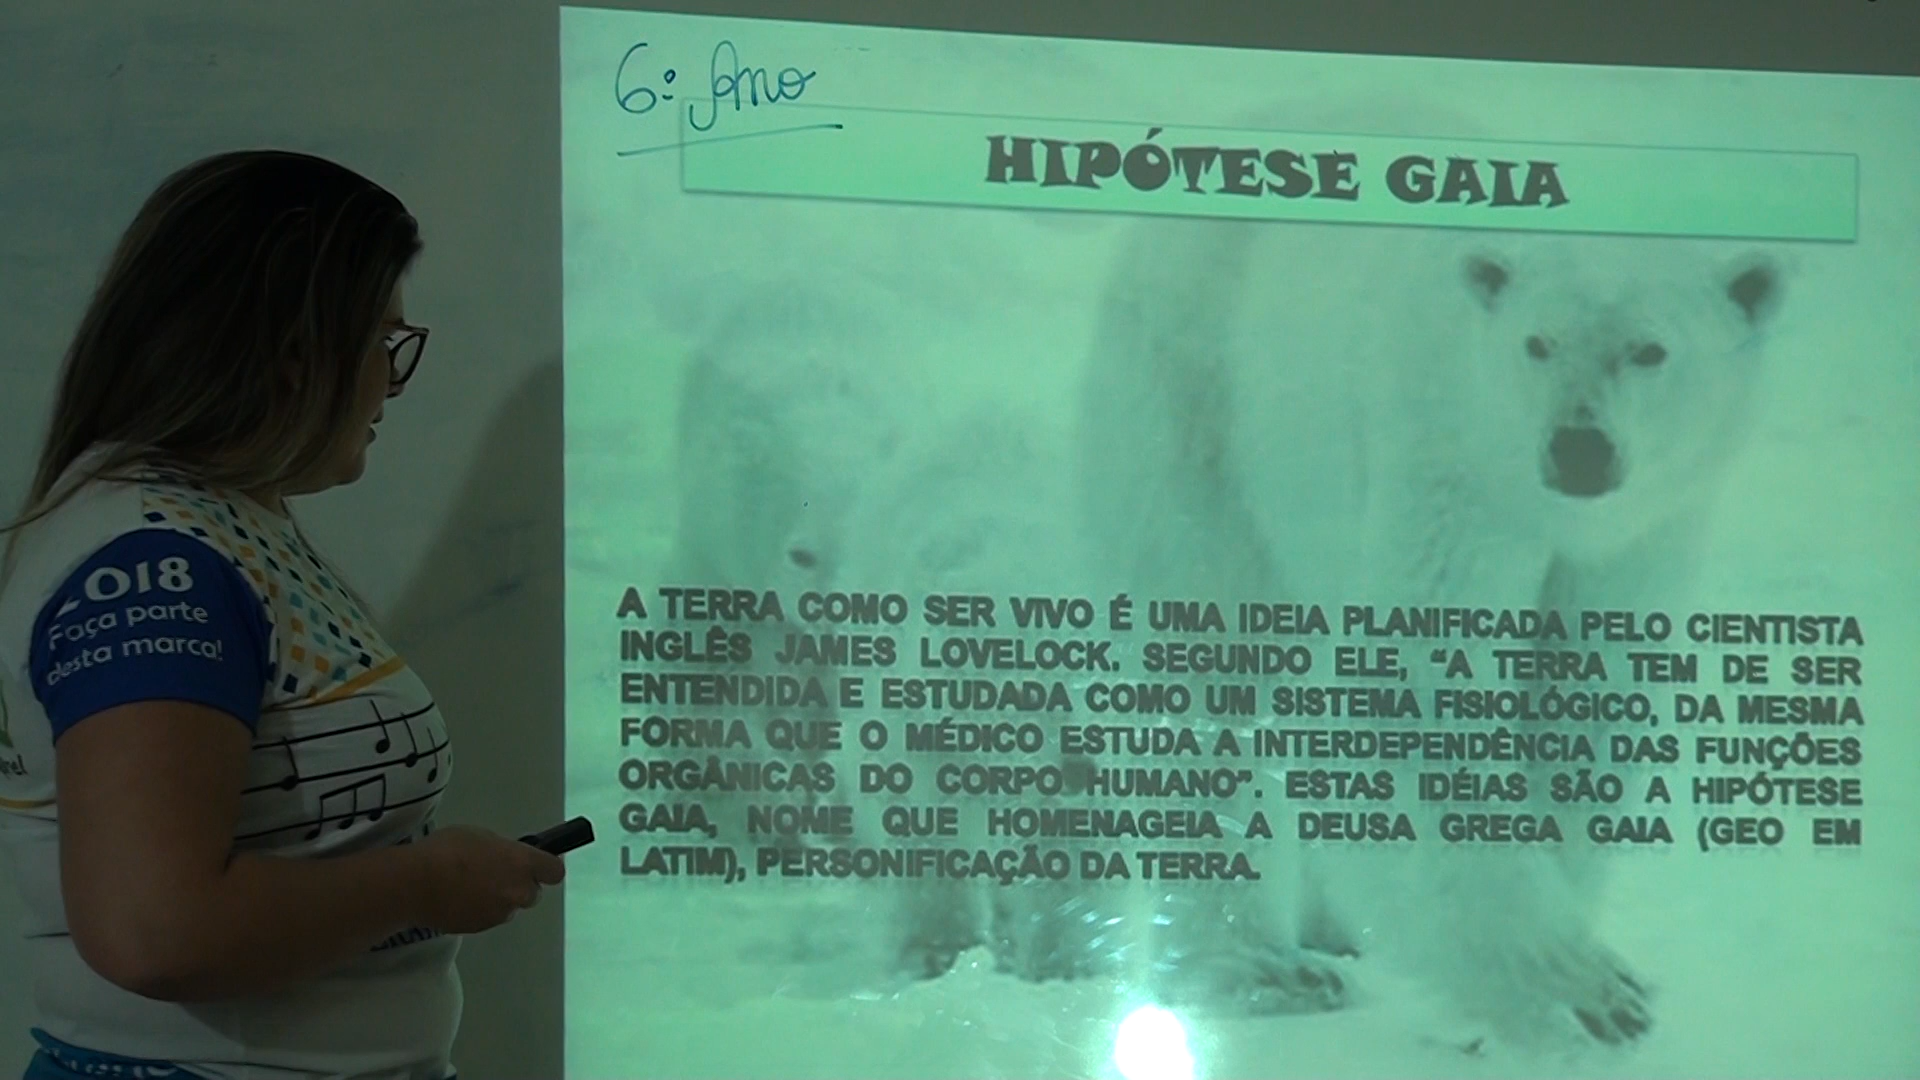 6º Ano
HIPÓTESE GAIA
A TERRA COMO SER VIVO É UMA IDEIA PLANIFICADA PELO CIENTISTA
INGLÊS JAMES LOVELOCK. SEGUNDO ELE, “A TERRA TEM DE SER
ENTENDIDA E ESTUDADA COMO UM SISTEMA FISIOLÓGICO, DA MESMA
FORMA QUE O MÉDICO ESTUDA A INTERDEPENDÊNCIA DAS FUNÇÕES
ORGÂNICAS DO CORPO HUMANO”. ESTAS IDÉIAS SÃO A HIPÓTESE
GAIA, NOME QUE HOMENAGEIA A DEUSA GREGA GAIA (GEO EM
LATIM), PERSONIFICAÇÃO DA TERRA.
2018
Faça parte
desta marca!